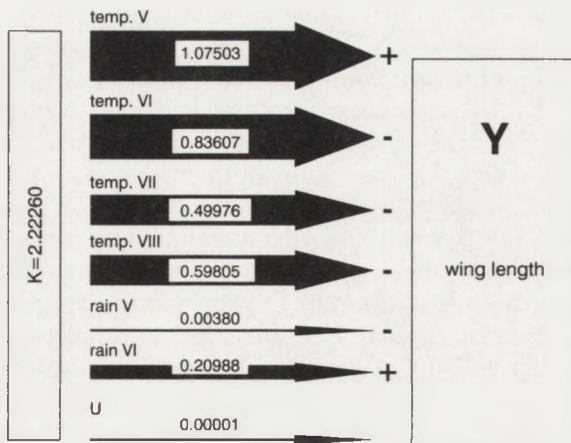 K=2.22260
temp. V
1.07503
+
temp. VI
0.83607
-
temp. VII
0.49976
-
temp. VIII
0.59805
-
rain V
0.00380
-
rain VI
0.20988
+
U
0.00001
Y
wing length